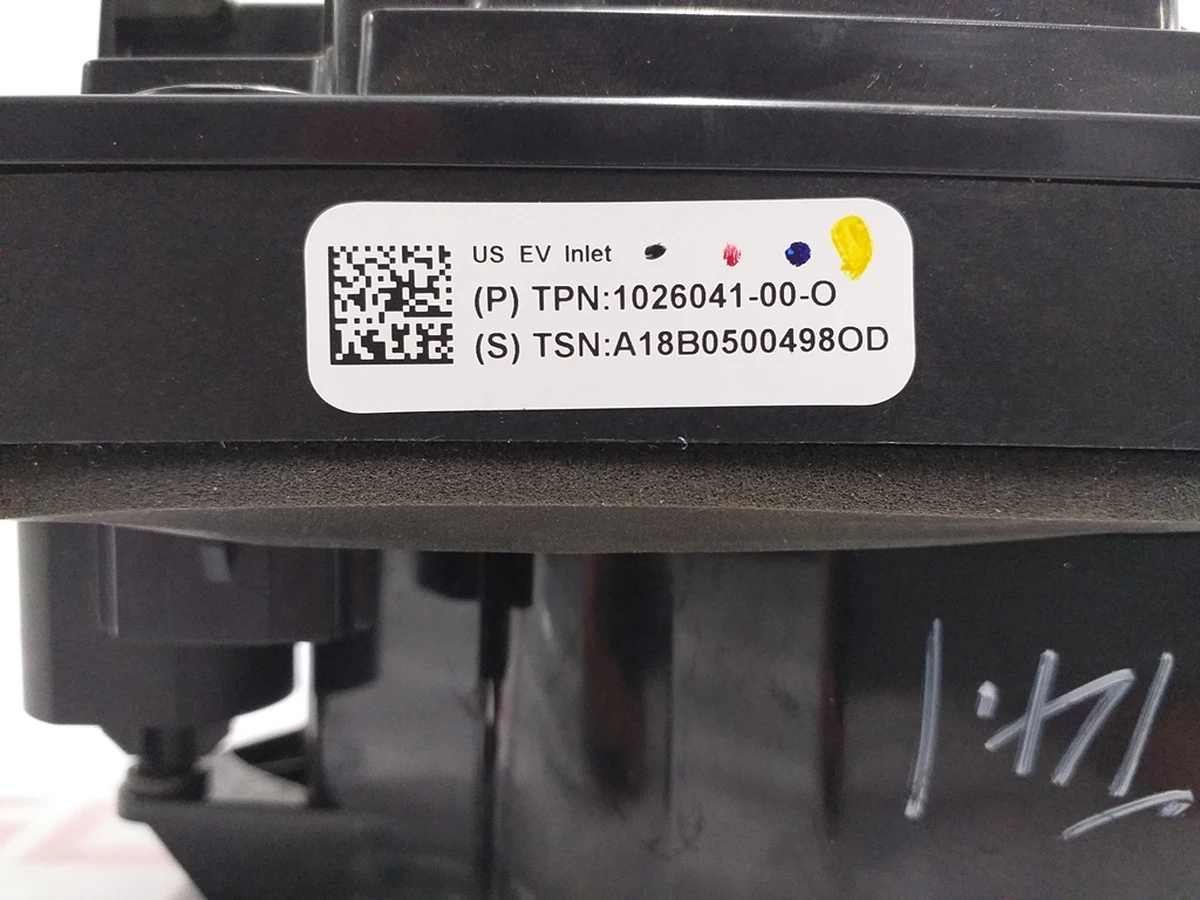 US EV Inlet
(P) TPN:1026041-00-O
(S) TSN:A18B0500498OD